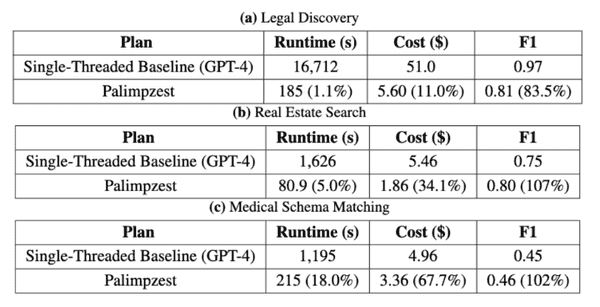 (a) Legal Discovery
Plan Runtime (s) Cost ($) F1
Single-Threaded Baseline (GPT-4) 16,712 51.0 0.97
Palimpzest 185 (1.1%) 5.60 (11.0%) 0.81 (83.5%)
(b) Real Estate Search
Plan Runtime (s) Cost ($) F1
Single-Threaded Baseline (GPT-4) 1,626 5.46 0.75
Palimpzest 80.9 (5.0%) 1.86 (34.1%) 0.80 (107%)
(c) Medical Schema Matching
Plan Runtime (s) Cost ($) F1
Single-Threaded Baseline (GPT-4) 1,195 4.96 0.45
Palimpzest 215 (18.0%) 3.36 (67.7%) 0.46 (102%)